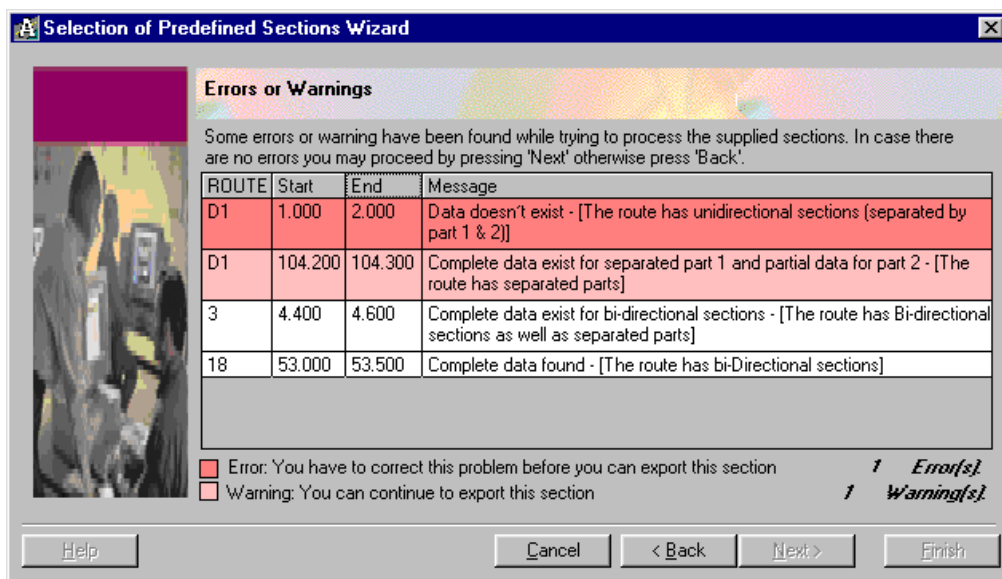 Selection of Predefined Sections Wizard
Errors or Warnings
Some errors or warning have been found while trying to process the supplied sections. In case there
are no errors you may proceed by pressing 'Next' otherwise press 'Back'.
ROUTE Start End Message
D1 1.000 2.000 Data doesn´t exist - [The route has unidirectional sections (separated by
part 1 & 2)]
D1 104.200 104.300 Complete data exist for separated part 1 and partial data for part 2 - [The
route has separated parts]
3 4.400 4.600 Complete data exist for bi-directional sections - [The route has Bi-directional
sections as well as separated parts]
18 53.000 53.500 Complete data found - [The route has bi-Directional sections]
Error: You have to correct this problem before you can export this section 1 Error(s).
Warning: You can continue to export this section 1 Warning(s).
Help Cancel < Back Next > Finish